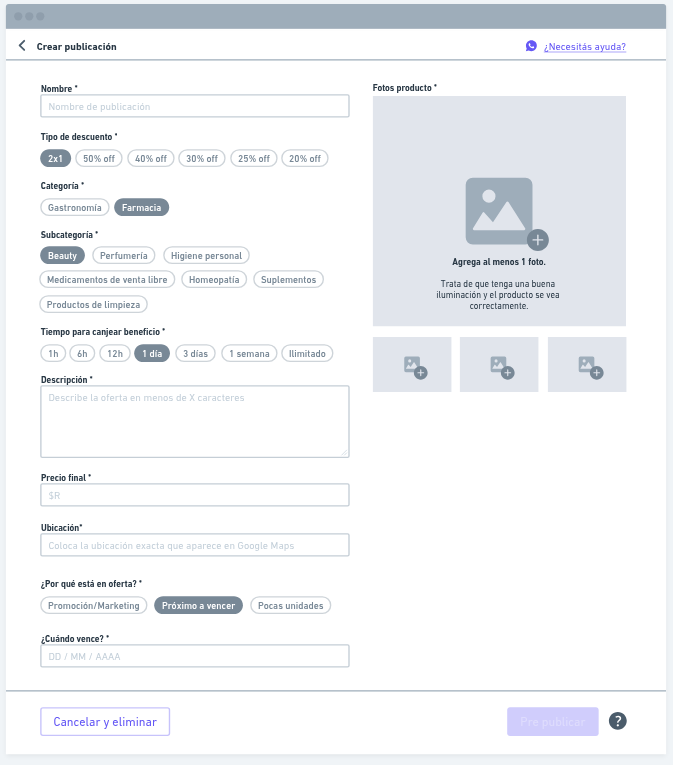 Crear publicación
¿Necesitás ayuda?
Nombre *
Nombre de publicación
Tipo de descuento *
2x1
50% off
40% off
30% off
25% off
20% off
Categoría *
Gastronomía
Farmacia
Subcategoría *
Beauty
Perfumería
Higiene personal
Medicamentos de venta libre
Homeopatía
Suplementos
Productos de limpieza
Tiempo para canjear beneficio *
1h
6h
12h
1 día
3 días
1 semana
Ilimitado
Descripción *
Describe la oferta en menos de X caracteres
Precio final *
$R
Ubicación*
Coloca la ubicación exacta que aparece en Google Maps
¿Por qué está en oferta? *
Promoción/Marketing
Próximo a vencer
Pocas unidades
¿Cuándo vence? *
DD / MM / AAAA
Fotos producto *
Agrega al menos 1 foto.
Trata de que tenga una buena
iluminación y el producto se vea
correctamente.
Cancelar y eliminar
Pre publicar
?